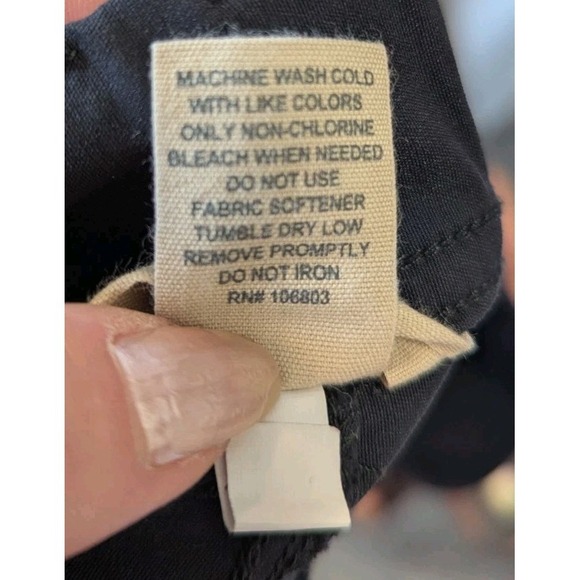 MACHINE WASH COLD
WITH LIKE COLORS
ONLY NON-CHLORINE
BLEACH WHEN NEEDED
DO NOT USE
FABRIC SOFTENER
TUMBLE DRY LOW
REMOVE PROMPTLY
DO NOT IRON
RN# 106803